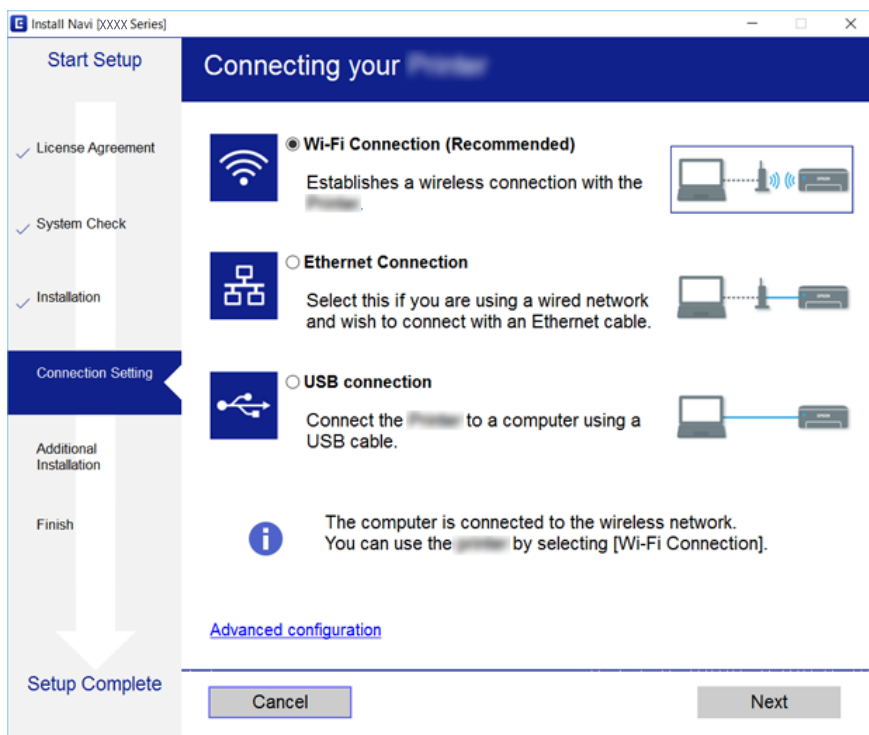 Install Navi [XXXX Series]
Start Setup
License Agreement
System Check
Installation
Connection Setting
Additional
Installation
Finish
Setup Complete
Connecting your
Wi-Fi Connection (Recommended)
Establishes a wireless connection with the
.
Ethernet Connection
Select this if you are using a wired network
and wish to connect with an Ethernet cable.
USB connection
Connect the to a computer using a
USB cable.
The computer is connected to the wireless network.
You can use the by selecting [Wi-Fi Connection].
Advanced configuration
Cancel
Next